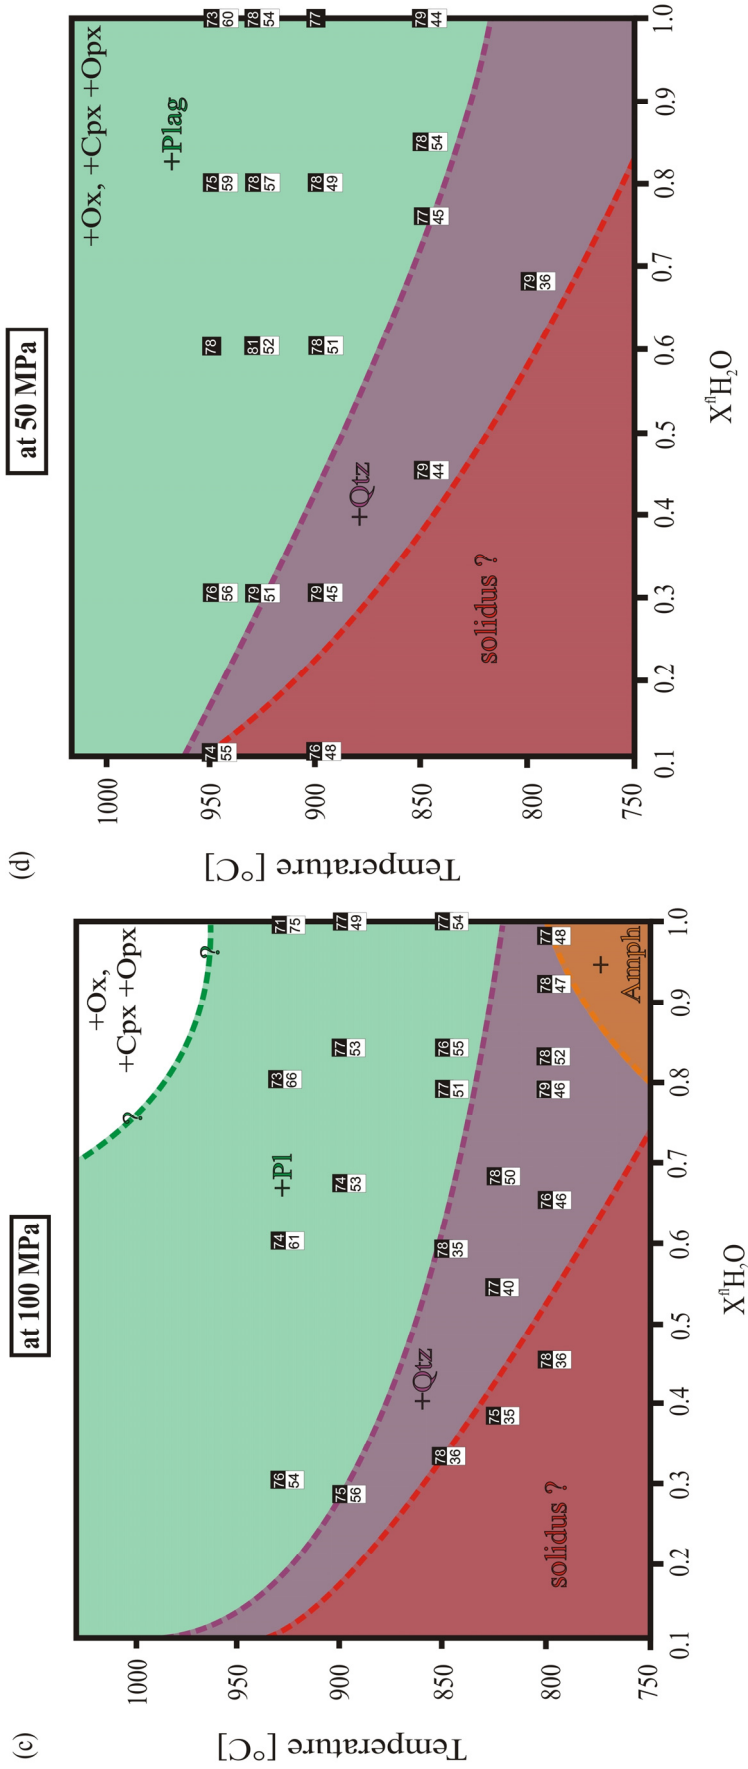 (c)
at 100 MPa
+Ox,
+Cpx +Opx
?
?
+Pl
76 74 73 71
54 61 66 75
75 74 77 77
56 53 53 49
+Qtz
78 78 77 76 77
36 35 51 55 54
75 77 78
35 40 50
78 76 79 78 78 77
36 46 46 52 47 48
solidus ?
+
Amph
1000
950
900
850
800
750
Temperature [°C]
0.1 0.2 0.3 0.4 0.5 0.6 0.7 0.8 0.9 1.0
XflH2O
(d)
at 50 MPa
+Ox, +Cpx +Opx
+Plag
74 76 78 75 73
55 56 59 60
79 81 78 78
51 52 57 54
76 79 78 78 77
48 45 51 49
+Qtz
79 77 78 79
44 45 54 44
79
36
solidus ?
1000
950
900
850
800
750
Temperature [°C]
0.1 0.2 0.3 0.4 0.5 0.6 0.7 0.8 0.9 1.0
XflH2O